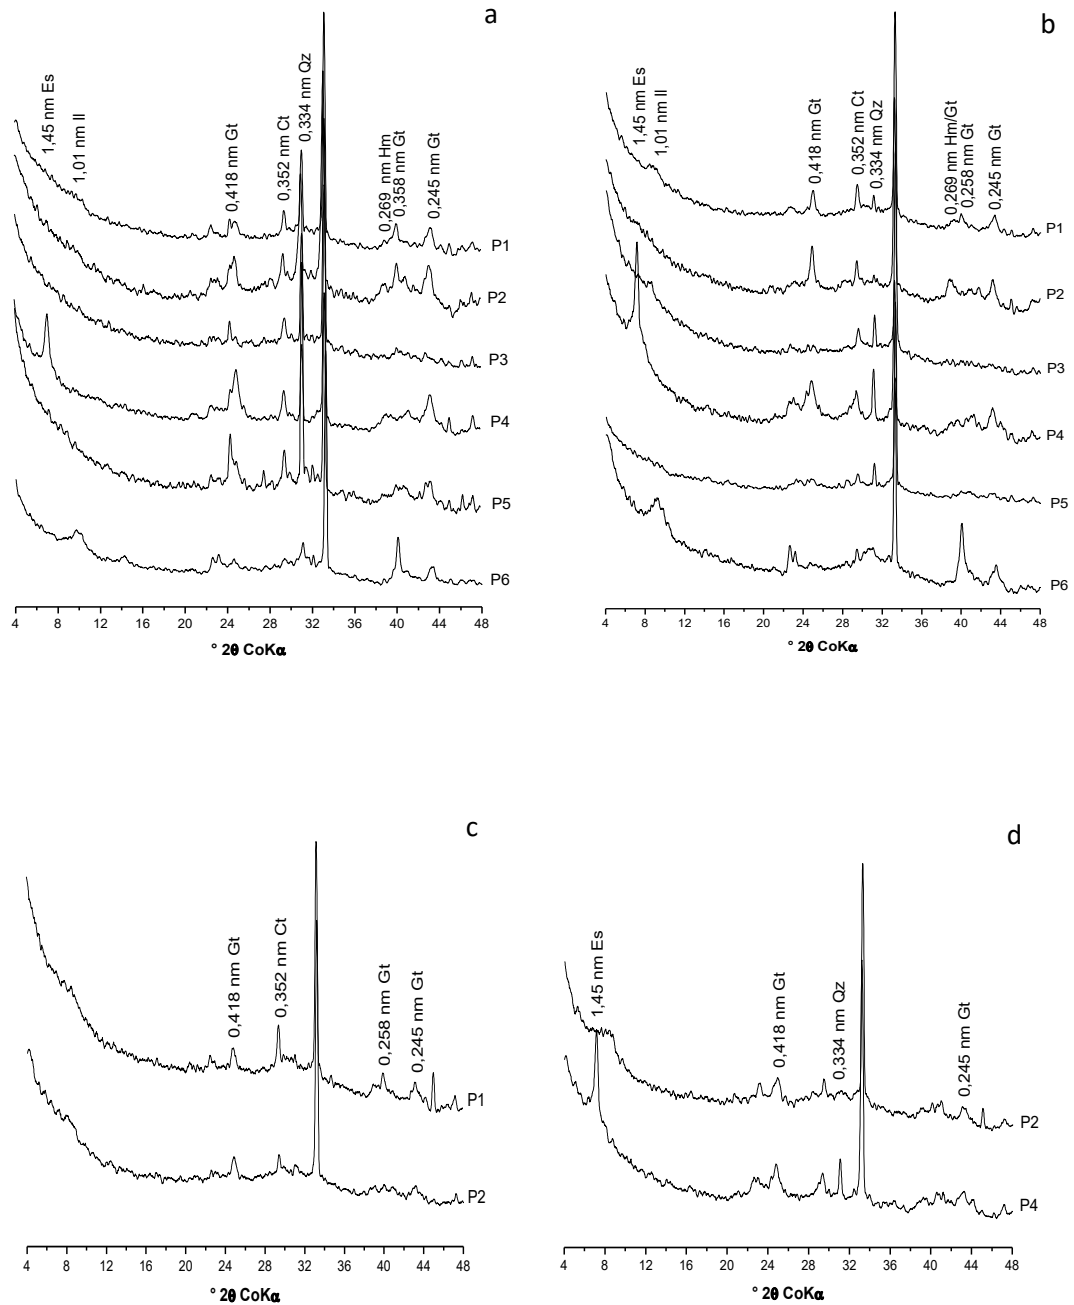 a
1,45 nm Es
1,01 nm Il
0,418 nm Gt
0,352 nm Ct
0,334 nm Qz
0,269 nm Hm
0,358 nm Gt
0,245 nm Gt
P1
P2
P3
P4
P5
P6
4 8 12 16 20 24 28 32 36 40 44 48
° 2θ CoKα
b
1,45 nm Es
1,01 nm Il
0,418 nm Gt
0,352 nm Ct
0,334 nm Qz
0,269 nm Hm/Gt
0,258 nm Gt
0,245 nm Gt
P1
P2
P3
P4
P5
P6
4 8 12 16 20 24 28 32 36 40 44 48
° 2θ CoKα
c
0,418 nm Gt
0,352 nm Ct
0,258 nm Gt
0,245 nm Gt
P1
P2
4 8 12 16 20 24 28 32 36 40 44 48
° 2θ CoKα
d
1,45 nm Es
0,418 nm Gt
0,334 nm Qz
0,245 nm Gt
P2
P4
4 8 12 16 20 24 28 32 36 40 44 48
° 2θ CoKα